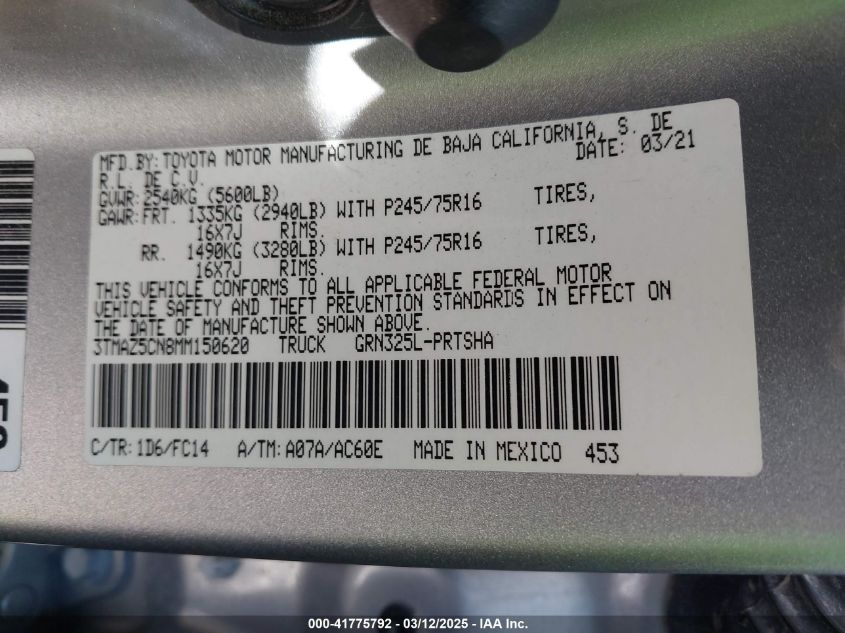 MFD.BY: TOYOTA MOTOR MANUFACTURING DE BAJA CALIFORNIA, S. DE
R.L. DE C.V. DATE: 03/21
GVWR: 2540KG (5600LB)
GAWR: FRT. 1335KG (2940LB) WITH P245/75R16 TIRES,
16X7J RIMS.
RR. 1490KG (3280LB) WITH P245/75R16 TIRES,
16X7J RIMS.
THIS VEHICLE CONFORMS TO ALL APPLICABLE FEDERAL MOTOR
VEHICLE SAFETY AND THEFT PREVENTION STANDARDS IN EFFECT ON
THE DATE OF MANUFACTURE SHOWN ABOVE.
3TMAZ5CN8MM150620 TRUCK GRN325L-PRTSHA
C/TR: 1D6/FC14 A/TM: A07A/AC60E MADE IN MEXICO 453
000-41775792 - 03/12/2025 - IAA Inc.